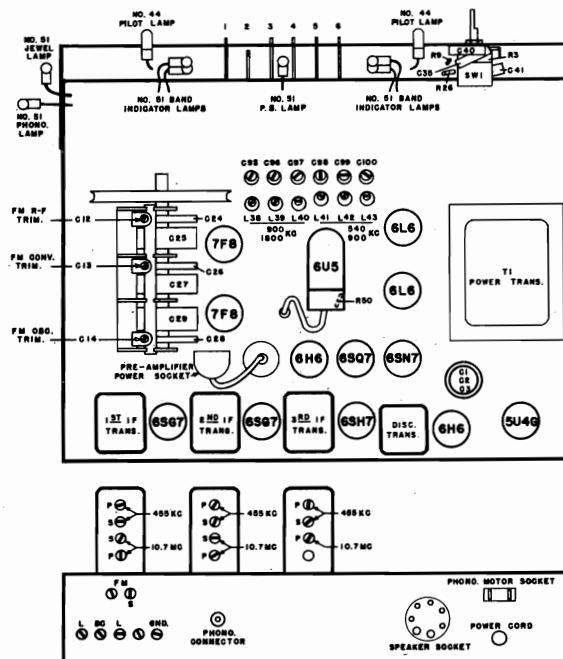 NO. 44
PILOT LAMP
NO. 44
PILOT LAMP
NO. 51
JEWEL
LAMP
1 2 3 4 5 6
R9
C40
R3
C35
SW1
C41
R26
NO. 51
PHONO.
LAMP
NO. 51 BAND
INDICATOR LAMPS
NO. 51
P.S. LAMP
NO. 51 BAND
INDICATOR LAMPS
C95 C96 C97 C98 C99 C100
L38 L39 L40 L41 L42 L43
900
1800 KC
540
900 KC
FM R-F
TRIM.
C12
C24
C25
7F8
6L6
FM CONV.
TRIM.
C13
C26
C27
6U5
6L6
T1
POWER TRANS.
R50
C29
7F8
FM OSC.
TRIM.
C14
C28
PRE-AMPLIFIER
POWER SOCKET
6H6
6SQ7
6SN7
C1
C2
C3
1ST IF
TRANS.
6SG7
2ND IF
TRANS.
6SG7
3RD IF
TRANS.
6SH7
DISC.
TRANS.
6H6
5U4G
P
S
455 KC
S
P
10.7 MC
P
S
455 KC
S
P
10.7 MC
P
S
455 KC
P
10.7 MC
FM
S
L BC L GND.
PHONO.
CONNECTOR
SPEAKER SOCKET
PHONO. MOTOR SOCKET
POWER CORD